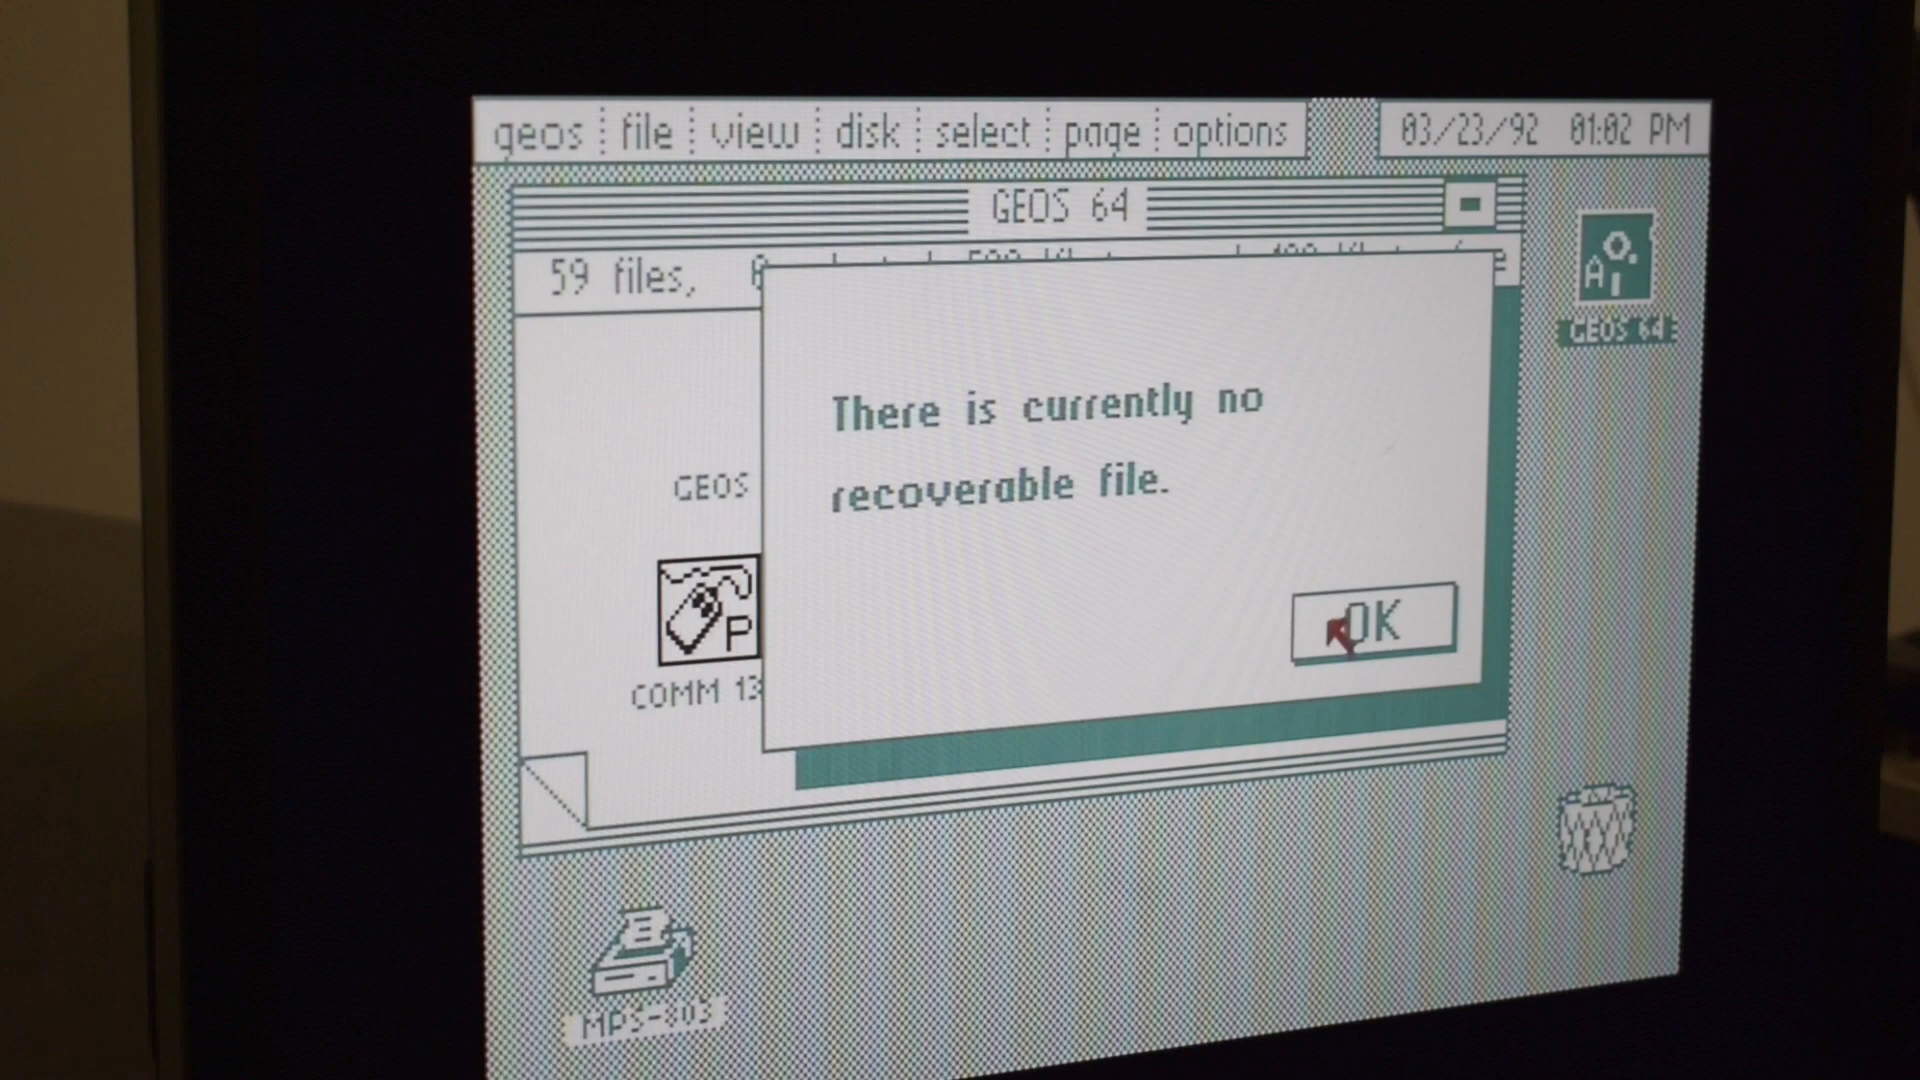 geos file view disk select page options 03/23/92 01:02 PM
GEOS 64
59 files,
There is currently no
recoverable file.
OK
GEOS
COMM 13
P
A
GEOS 64
MPS-803